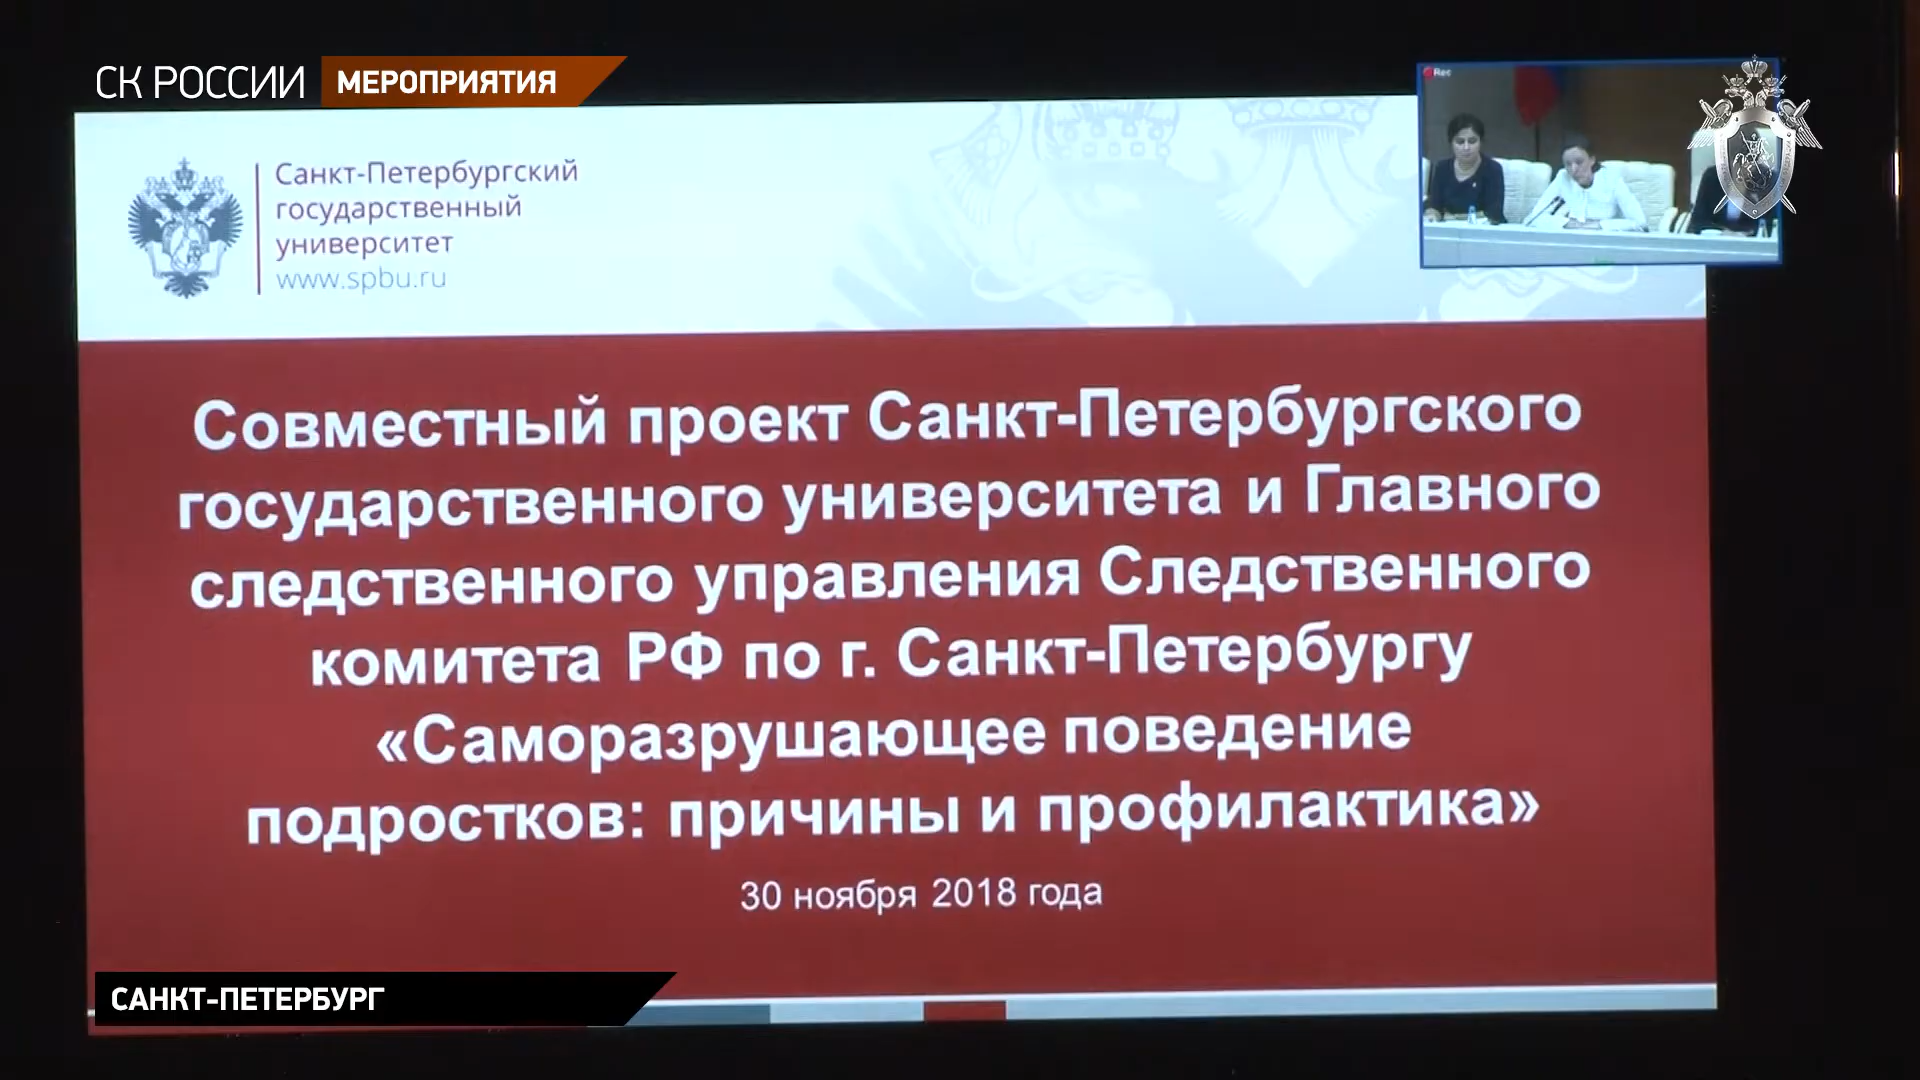 СК РОССИИ МЕРОПРИЯТИЯ
Rec
Санкт-Петербургский
государственный
университет
www.spbu.ru
Совместный проект Санкт-Петербургского
государственного университета и Главного
следственного управления Следственного
комитета РФ по г. Санкт-Петербургу
«Саморазрушающее поведение
подростков: причины и профилактика»
30 ноября 2018 года
САНКТ-ПЕТЕРБУРГ